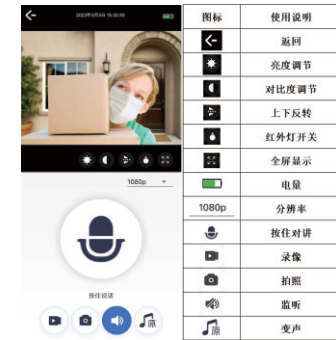 1080p
按住说话
原
图标 使用说明
返回
亮度调节
对比度调节
上下反转
红外灯开关
全屏显示
电量
1080p 分辨率
按住对讲
录像
拍照
监听
原 变声